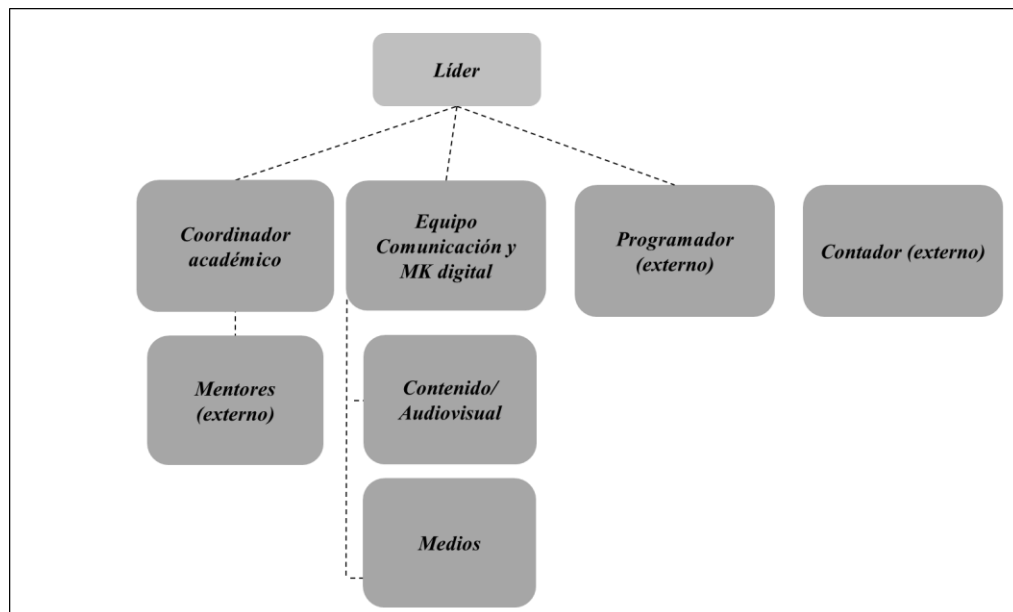 Líder
Coordinador
académico
Equipo
Comunicación y
MK digital
Programador
(externo)
Contador (externo)
Mentores
(externo)
Contenido/
Audiovisual
Medios